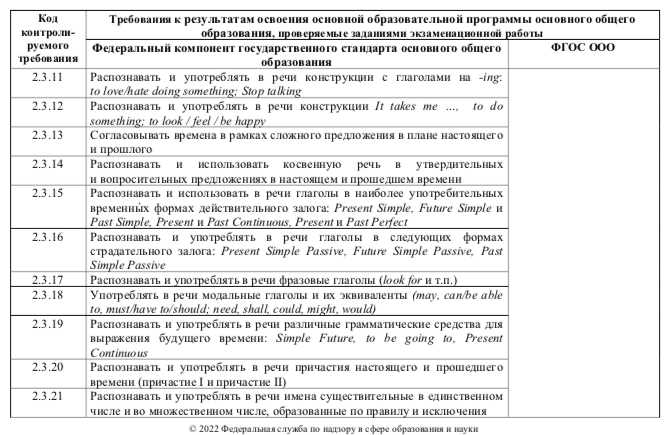 Код контроли-руемого требования
Требования к результатам освоения основной образовательной программы основного общего
образования, проверяемые заданиями экзаменационной работы
Федеральный компонент государственного стандарта основного общего
образования
ФГОС ООО
2.3.11
Распознавать и употреблять в речи конструкции с глаголами на -ing:
to love/hate doing something; Stop talking
2.3.12
Распознавать и употреблять в речи конструкции It takes me …, to do
something; to look / feel / be happy
2.3.13
Согласовывать времена в рамках сложного предложения в плане настоящего
и прошлого
2.3.14
Распознавать и использовать косвенную речь в утвердительных
и вопросительных предложениях в настоящем и прошедшем времени
2.3.15
Распознавать и использовать в речи глаголы в наиболее употребительных
временны́х формах действительного залога: Present Simple, Future Simple и
Past Simple, Present и Past Continuous, Present и Past Perfect
2.3.16
Распознавать и употреблять в речи глаголы в следующих формах
страдательного залога: Present Simple Passive, Future Simple Passive, Past
Simple Passive
2.3.17
Распознавать и употреблять в речи фразовые глаголы (look for и т.п.)
2.3.18
Употреблять в речи модальные глаголы и их эквиваленты (may, can/be able
to, must/have to/should; need, shall, could, might, would)
2.3.19
Распознавать и употреблять в речи различные грамматические средства для
выражения будущего времени: Simple Future, to be going to, Present
Continuous
2.3.20
Распознавать и употреблять в речи причастия настоящего и прошедшего
времени (причастие I и причастие II)
2.3.21
Распознавать и употреблять в речи имена существительные в единственном
числе и во множественном числе, образованные по правилу и исключения
© 2022 Федеральная служба по надзору в сфере образования и науки